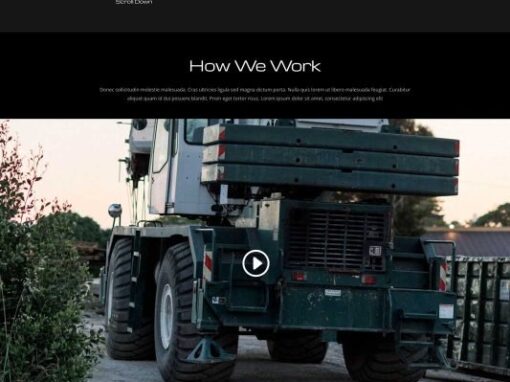 Scroll Down
How We Work
Donec sollicitudin molestie malesuada. Cras ultricies ligula sed magna dictum porta. Nulla quis lorem ut libero malesuada feugiat. Curabitur
aliquet quam id dui posuere blandit. Proin eget tortor risus. Lorem ipsum dolor sit amet, consectetur adipiscing elit